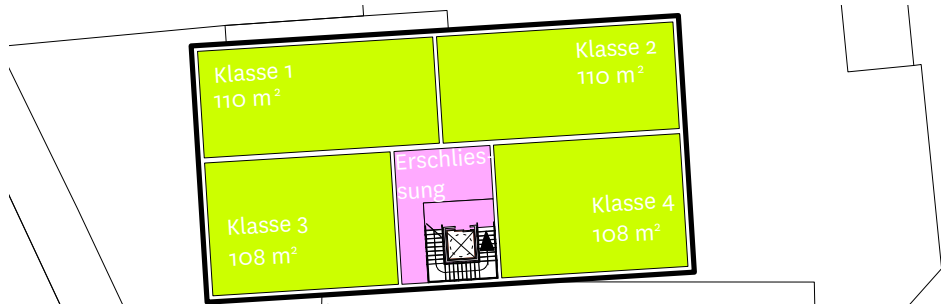 Klasse 1
110 m²
Klasse 2
110 m²
Erschlies-
sung
Klasse 3
108 m²
Klasse 4
108 m²